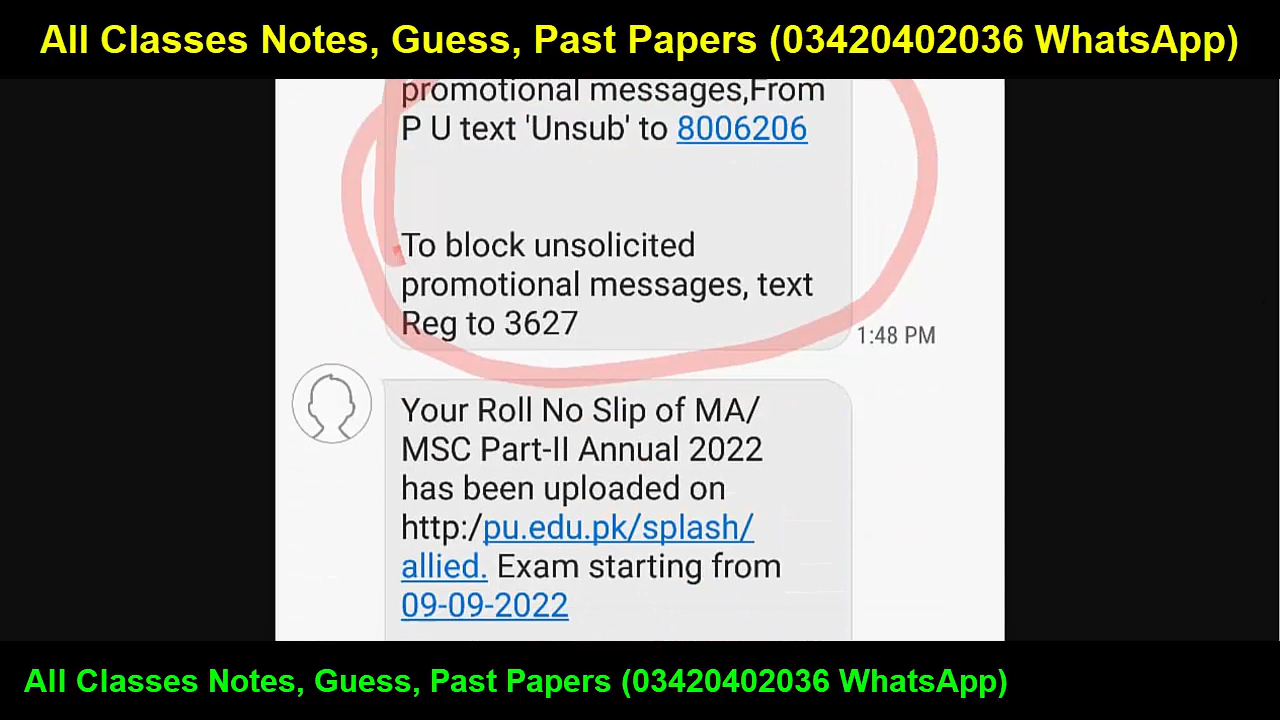 All Classes Notes, Guess, Past Papers (03420402036 WhatsApp)
promotional messages,From
P U text 'Unsub' to 8006206
To block unsolicited
promotional messages, text
Reg to 3627
1:48 PM
Your Roll No Slip of MA/
MSC Part-II Annual 2022
has been uploaded on
http:/pu.edu.pk/splash/
allied. Exam starting from
09-09-2022
All Classes Notes, Guess, Past Papers (03420402036 WhatsApp)